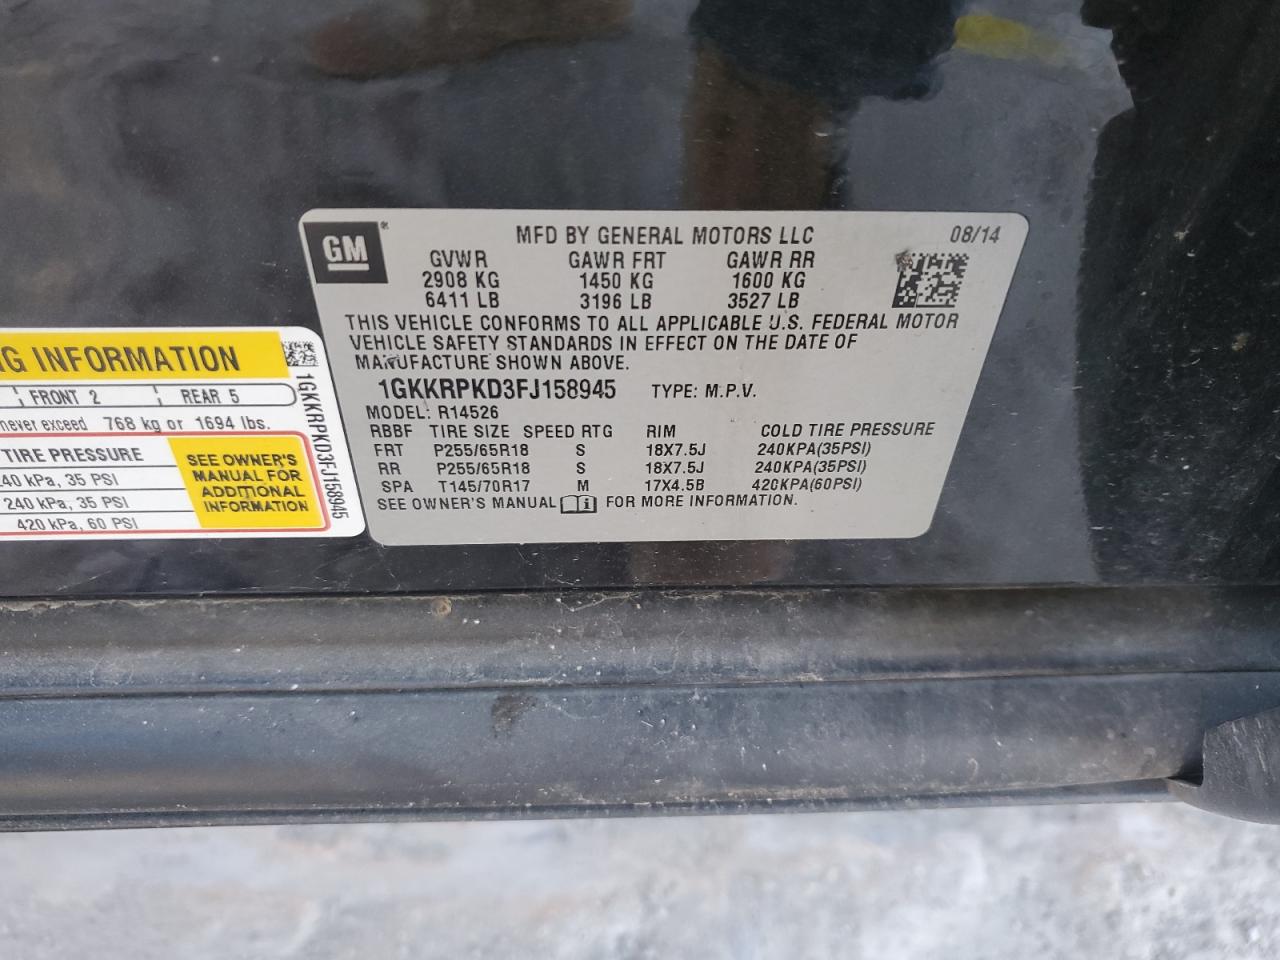 GM ®
MFD BY GENERAL MOTORS LLC 08/14
GVWR GAWR FRT GAWR RR
2908 KG 1450 KG 1600 KG
6411 LB 3196 LB 3527 LB
THIS VEHICLE CONFORMS TO ALL APPLICABLE U.S. FEDERAL MOTOR
VEHICLE SAFETY STANDARDS IN EFFECT ON THE DATE OF
MANUFACTURE SHOWN ABOVE.
1GKKRPKD3FJ158945 TYPE: M.P.V.
MODEL: R14526
RBBF TIRE SIZE SPEED RTG RIM COLD TIRE PRESSURE
FRT P255/65R18 S 18X7.5J 240KPA(35PSI)
RR P255/65R18 S 18X7.5J 240KPA(35PSI)
SPA T145/70R17 M 17X4.5B 420KPA(60PSI)
SEE OWNER'S MANUAL i FOR MORE INFORMATION.
G INFORMATION
FRONT 2 REAR 5
never exceed 768 kg or 1694 lbs.
TIRE PRESSURE
240 kPa, 35 PSI
240 kPa, 35 PSI
420 kPa, 60 PSI
SEE OWNER'S
MANUAL FOR
ADDITIONAL
INFORMATION
1GKKRPKD3FJ158945